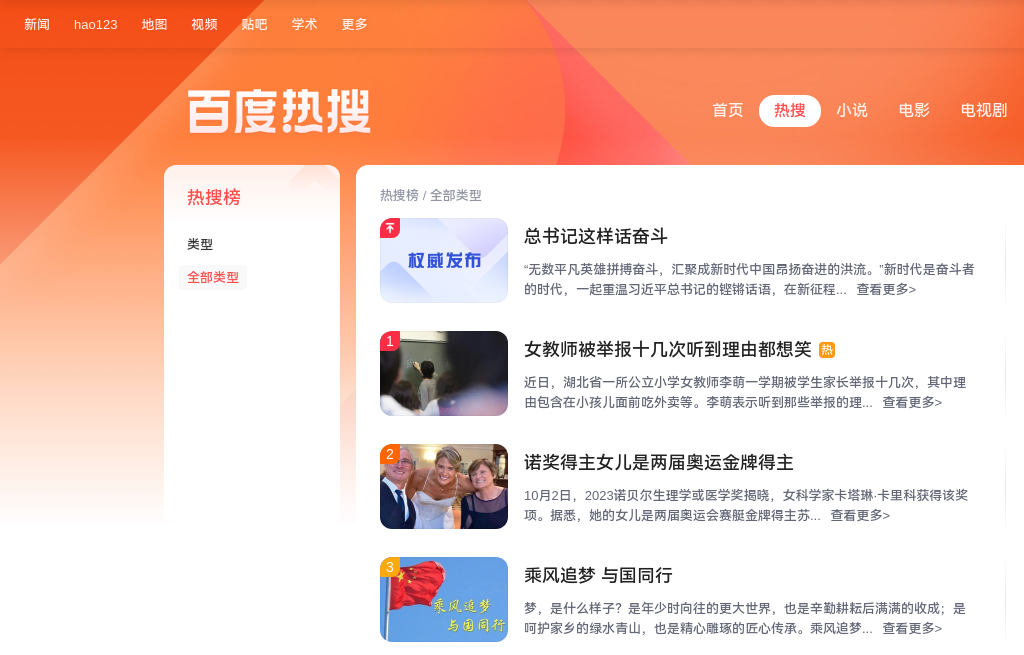 新闻 hao123 地图 视频 贴吧 学术 更多
百度热搜
首页 热搜 小说 电影 电视剧
热搜榜
类型
全部类型
热搜榜 / 全部类型
权威发布
总书记这样话奋斗
“无数平凡英雄拼搏奋斗，汇聚成新时代中国昂扬奋进的洪流。”新时代是奋斗者
的时代，一起重温习近平总书记的铿锵话语，在新征程... 查看更多>
1
女教师被举报十几次听到理由都想笑 热
近日，湖北省一所公立小学女教师李萌一学期被学生家长举报十几次，其中理
由包含在小孩儿面前吃外卖等。李萌表示听到那些举报的理... 查看更多>
2
诺奖得主女儿是两届奥运金牌得主
10月2日，2023诺贝尔生理学或医学奖揭晓，女科学家卡塔琳·卡里科获得该奖
项。据悉，她的女儿是两届奥运会赛艇金牌得主苏... 查看更多>
3
乘风追梦
与国同行
乘风追梦 与国同行
梦，是什么样子？是年少时向往的更大世界，也是辛勤耕耘后满满的收成；是
呵护家乡的绿水青山，也是精心雕琢的匠心传承。乘风追梦... 查看更多>